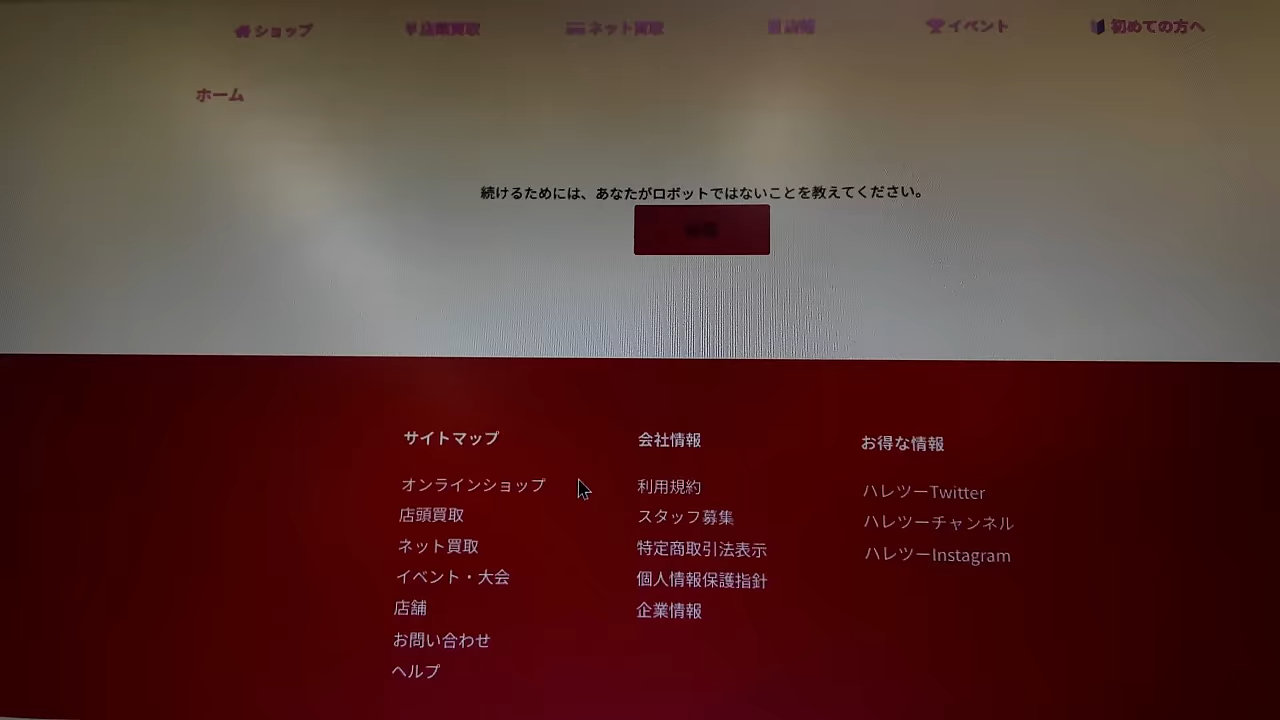 ショップ
店頭買取
ネット買取
店舗
イベント
初めての方へ
ホーム
続けるためには、あなたがロボットではないことを教えてください。
サイトマップ
オンラインショップ
店頭買取
ネット買取
イベント・大会
店舗
お問い合わせ
ヘルプ
会社情報
利用規約
スタッフ募集
特定商取引法表示
個人情報保護指針
企業情報
お得な情報
ハレツーTwitter
ハレツーチャンネル
ハレツーInstagram